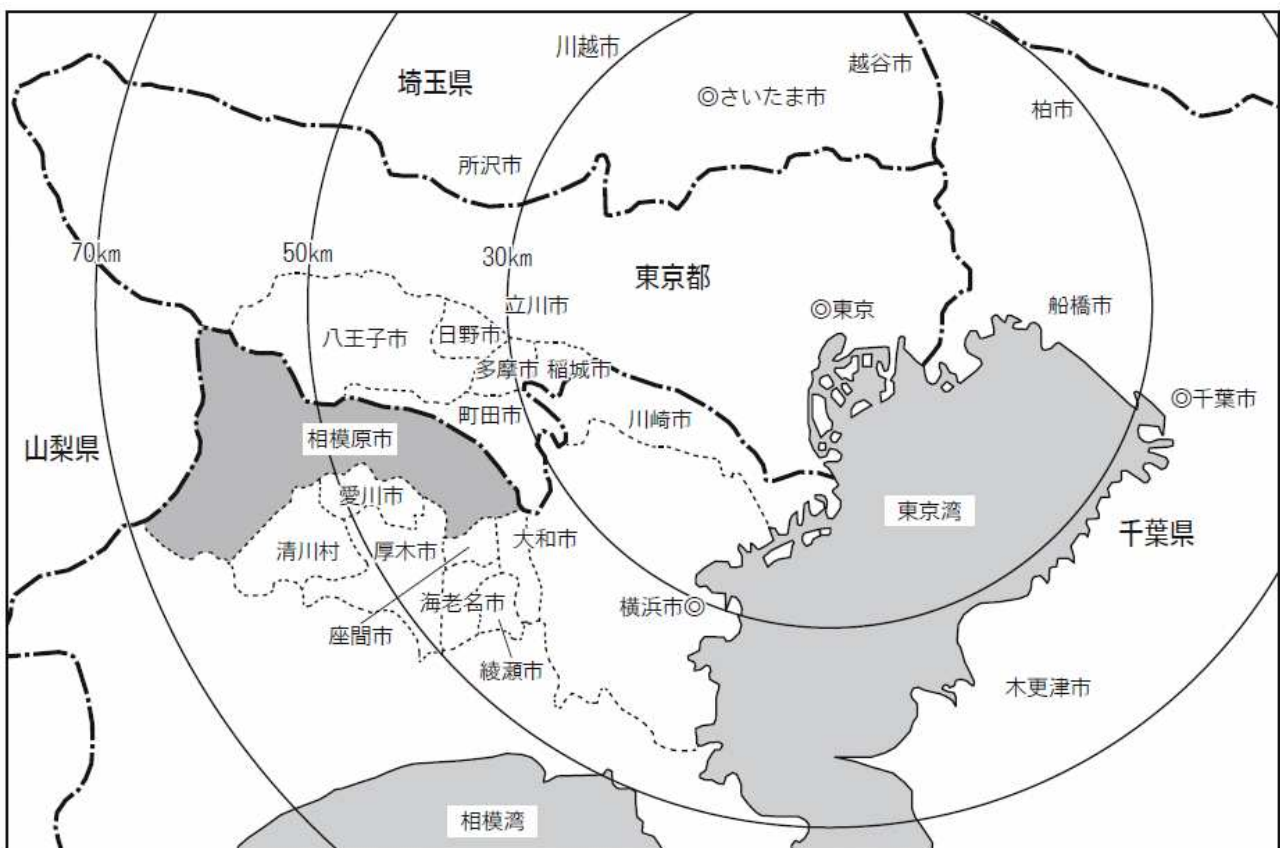 川越市
越谷市
埼玉県
◎さいたま市
柏市
所沢市
70km
50km
30km
東京都
立川市
◎東京
船橋市
八王子市
日野市
多摩市
稲城市
◎千葉市
町田市
川崎市
山梨県
相模原市
愛川市
東京湾
千葉県
清川村
厚木市
大和市
海老名市
横浜市◎
座間市
綾瀬市
木更津市
相模湾